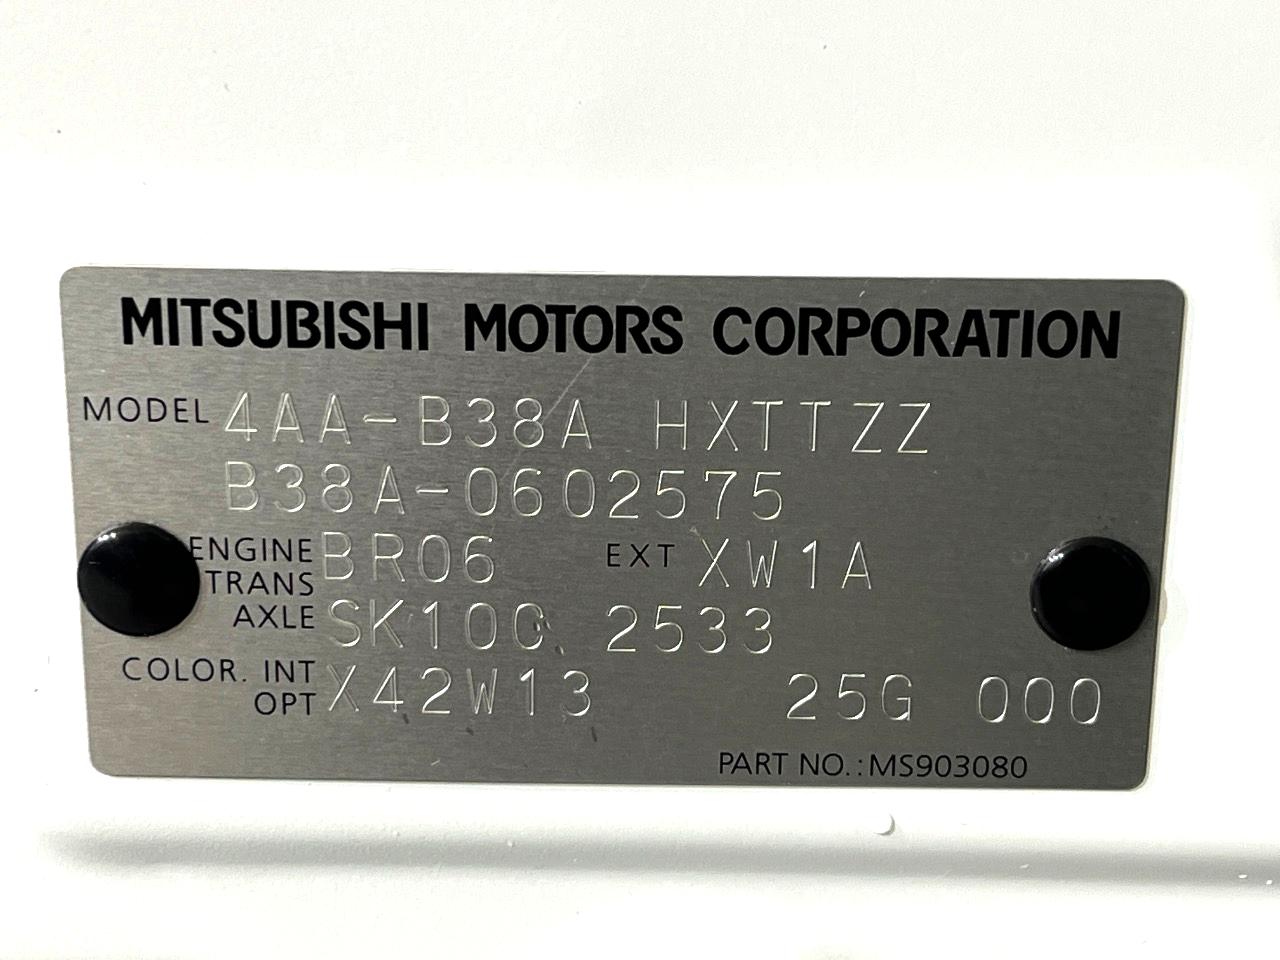 MITSUBISHI MOTORS CORPORATION
MODEL 4AA-B38A HXTTZZ
B38A-0602575
ENGINE BR06 EXT XW1A
TRANS
AXLE SK10C. 2533
COLOR. INT
OPT X42W13 25G 000
PART NO.:MS903080